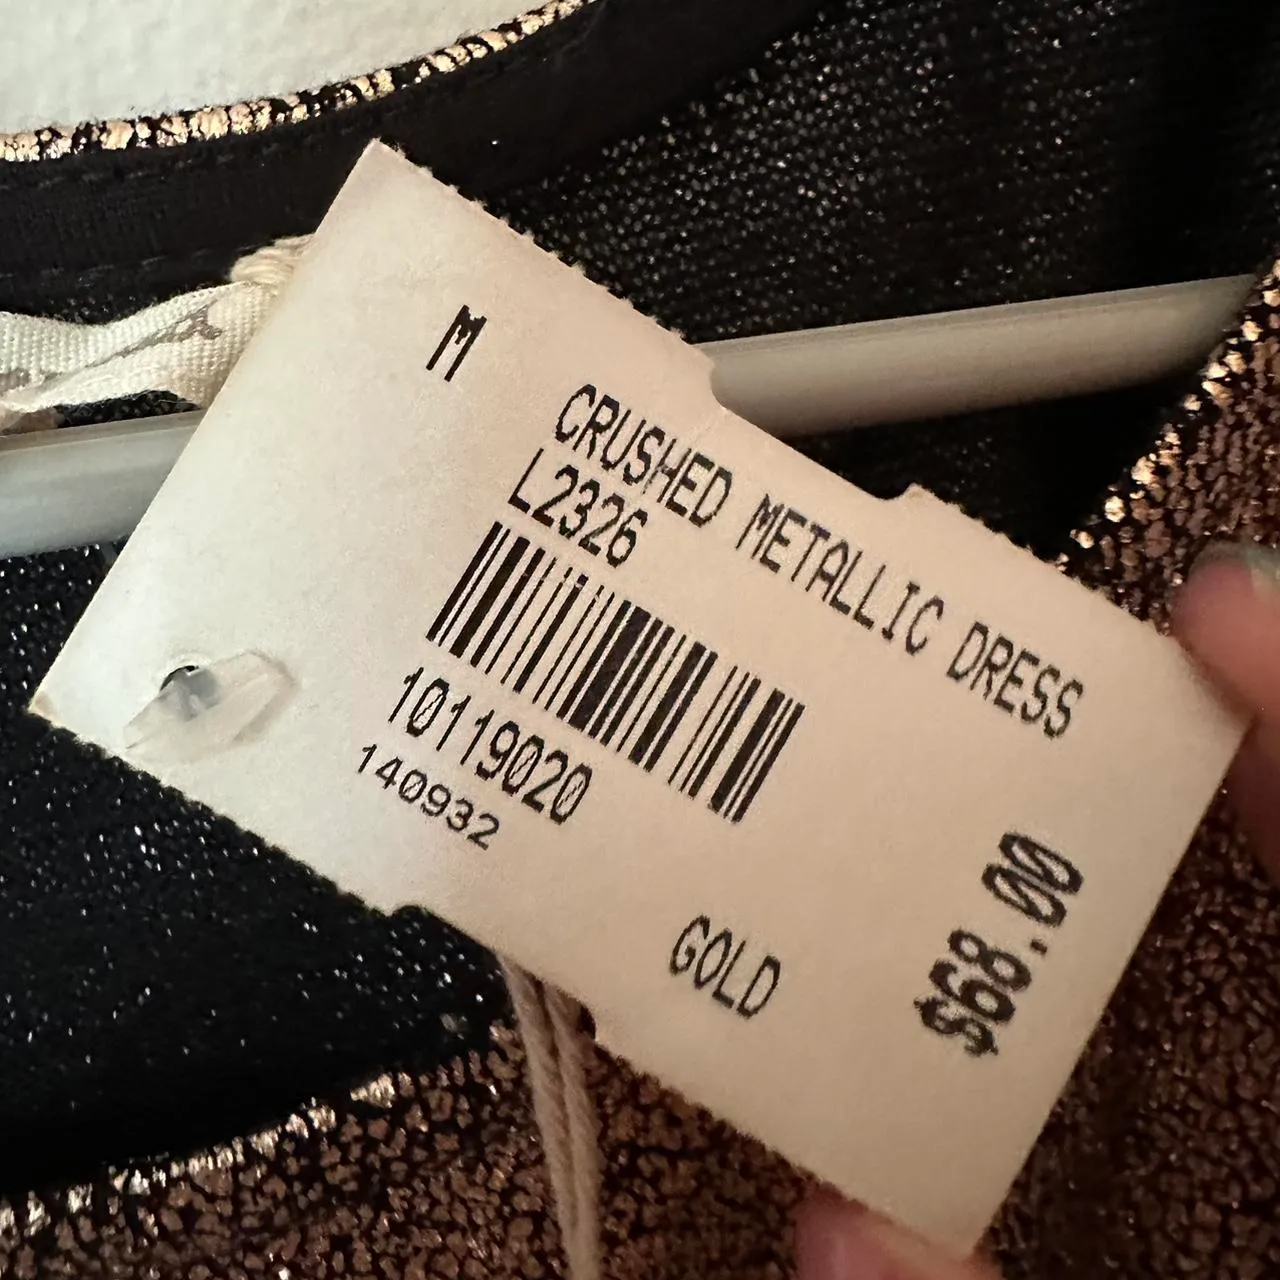 M
CRUSHED METALLIC DRESS
L2326
10119020
140932
GOLD
$68.00